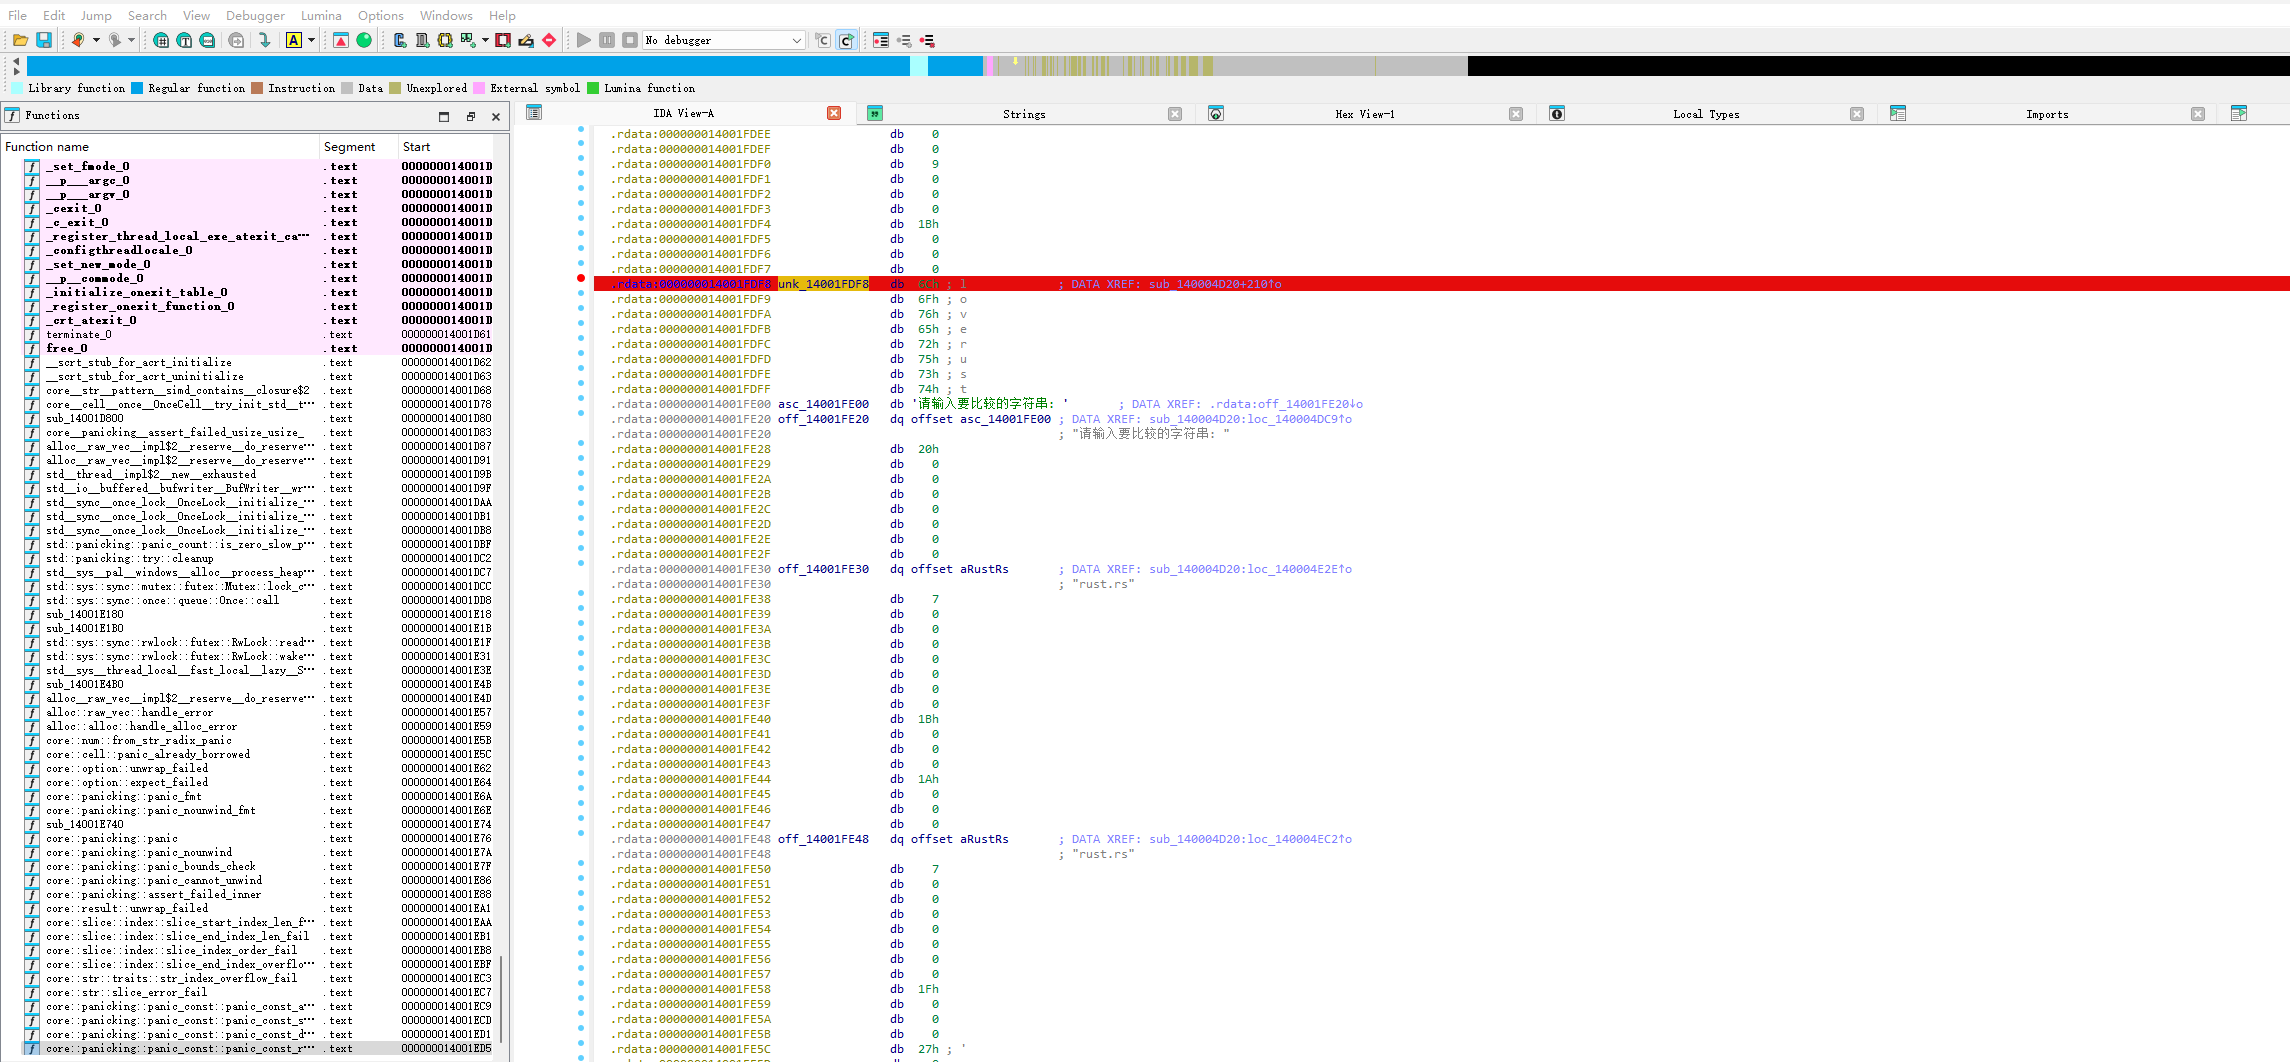 File Edit Jump Search View Debugger Lumina Options Windows Help
No debugger
Library function Regular function Instruction Data Unexplored External symbol Lumina function
Functions
Function name Segment Start
_set_fmode_0 .text 000000014001D
__p___argc_0 .text 000000014001D
__p___argv_0 .text 000000014001D
_cexit_0 .text 000000014001D
_c_exit_0 .text 000000014001D
_register_thread_local_exe_atexit_ca… .text 000000014001D
_configthreadlocale_0 .text 000000014001D
_set_new_mode_0 .text 000000014001D
__p__commode_0 .text 000000014001D
_initialize_onexit_table_0 .text 000000014001D
_register_onexit_function_0 .text 000000014001D
_crt_atexit_0 .text 000000014001D
terminate_0 .text 000000014001D61
free_0 .text 000000014001D
__scrt_stub_for_acrt_initialize .text 000000014001D62
__scrt_stub_for_acrt_uninitialize .text 000000014001D63
core__str__pattern__simd_contains__closure$2 .text 000000014001D68
core__cell__once__OnceCell__try_init_std__t… .text 000000014001D78
sub_14001D800 .text 000000014001D80
core__panicking__assert_failed_usize_usize_ .text 000000014001D83
alloc__raw_vec__impl$2__reserve__do_reserve… .text 000000014001D87
alloc__raw_vec__impl$2__reserve__do_reserve… .text 000000014001D91
std__thread__impl$2__new__exhausted .text 000000014001D9B
std__io__buffered__bufwriter__BufWriter__wr… .text 000000014001D9F
std__sync__once_lock__OnceLock__initialize_… .text 000000014001DAA
std__sync__once_lock__OnceLock__initialize_… .text 000000014001DB1
std__sync__once_lock__OnceLock__initialize_… .text 000000014001DB8
std::panicking::panic_count::is_zero_slow_p… .text 000000014001DBF
std::panicking::try::cleanup .text 000000014001DC2
std__sys__pal__windows__alloc__process_heap… .text 000000014001DC7
std::sys::sync::mutex::futex::Mutex::lock_c… .text 000000014001DCC
std::sys::sync::once::queue::Once::call .text 000000014001DD8
sub_14001E180 .text 000000014001E18
sub_14001E1B0 .text 000000014001E1B
std::sys::sync::rwlock::futex::RwLock::read… .text 000000014001E1F
std::sys::sync::rwlock::futex::RwLock::wake… .text 000000014001E31
std__sys__thread_local__fast_local__lazy__S… .text 000000014001E3E
sub_14001E4B0 .text 000000014001E4B
alloc__raw_vec__impl$2__reserve__do_reserve… .text 000000014001E4D
alloc::raw_vec::handle_error .text 000000014001E57
alloc::alloc::handle_alloc_error .text 000000014001E59
core::num::from_str_radix_panic .text 000000014001E5B
core::cell::panic_already_borrowed .text 000000014001E5C
core::option::unwrap_failed .text 000000014001E62
core::option::expect_failed .text 000000014001E64
core::panicking::panic_fmt .text 000000014001E6A
core::panicking::panic_nounwind_fmt .text 000000014001E6E
sub_14001E740 .text 000000014001E74
core::panicking::panic .text 000000014001E76
core::panicking::panic_nounwind .text 000000014001E7A
core::panicking::panic_bounds_check .text 000000014001E7F
core::panicking::panic_cannot_unwind .text 000000014001E86
core::panicking::assert_failed_inner .text 000000014001E88
core::result::unwrap_failed .text 000000014001EA1
core::slice::index::slice_start_index_len_f… .text 000000014001EAA
core::slice::index::slice_end_index_len_fail .text 000000014001EB1
core::slice::index::slice_index_order_fail .text 000000014001EB8
core::slice::index::slice_end_index_overflo… .text 000000014001EBF
core::str::traits::str_index_overflow_fail .text 000000014001EC3
core::str::slice_error_fail .text 000000014001EC7
core::panicking::panic_const::panic_const_a… .text 000000014001EC9
core::panicking::panic_const::panic_const_s… .text 000000014001ECD
core::panicking::panic_const::panic_const_d… .text 000000014001ED1
core::panicking::panic_const::panic_const_r… .text 000000014001ED5
IDA View-A Strings Hex View-1 Local Types Imports
.rdata:000000014001FDEE db 0
.rdata:000000014001FDEF db 0
.rdata:000000014001FDF0 db 9
.rdata:000000014001FDF1 db 0
.rdata:000000014001FDF2 db 0
.rdata:000000014001FDF3 db 0
.rdata:000000014001FDF4 db 1Bh
.rdata:000000014001FDF5 db 0
.rdata:000000014001FDF6 db 0
.rdata:000000014001FDF7 db 0
.rdata:000000014001FDF8 unk_14001FDF8 db 6Ch ; l ; DATA XREF: sub_140004D20+210↑o
.rdata:000000014001FDF9 db 6Fh ; o
.rdata:000000014001FDFA db 76h ; v
.rdata:000000014001FDFB db 65h ; e
.rdata:000000014001FDFC db 72h ; r
.rdata:000000014001FDFD db 75h ; u
.rdata:000000014001FDFE db 73h ; s
.rdata:000000014001FDFF db 74h ; t
.rdata:000000014001FE00 asc_14001FE00 db '请输入要比较的字符串: ' ; DATA XREF: .rdata:off_14001FE20↓o
.rdata:000000014001FE20 off_14001FE20 dq offset asc_14001FE00 ; DATA XREF: sub_140004D20:loc_140004DC9↑o
.rdata:000000014001FE20 ; "请输入要比较的字符串: "
.rdata:000000014001FE28 db 20h
.rdata:000000014001FE29 db 0
.rdata:000000014001FE2A db 0
.rdata:000000014001FE2B db 0
.rdata:000000014001FE2C db 0
.rdata:000000014001FE2D db 0
.rdata:000000014001FE2E db 0
.rdata:000000014001FE2F db 0
.rdata:000000014001FE30 off_14001FE30 dq offset aRustRs ; DATA XREF: sub_140004D20:loc_140004E2E↑o
.rdata:000000014001FE30 ; "rust.rs"
.rdata:000000014001FE38 db 7
.rdata:000000014001FE39 db 0
.rdata:000000014001FE3A db 0
.rdata:000000014001FE3B db 0
.rdata:000000014001FE3C db 0
.rdata:000000014001FE3D db 0
.rdata:000000014001FE3E db 0
.rdata:000000014001FE3F db 0
.rdata:000000014001FE40 db 1Bh
.rdata:000000014001FE41 db 0
.rdata:000000014001FE42 db 0
.rdata:000000014001FE43 db 0
.rdata:000000014001FE44 db 1Ah
.rdata:000000014001FE45 db 0
.rdata:000000014001FE46 db 0
.rdata:000000014001FE47 db 0
.rdata:000000014001FE48 off_14001FE48 dq offset aRustRs ; DATA XREF: sub_140004D20:loc_140004EC2↑o
.rdata:000000014001FE48 ; "rust.rs"
.rdata:000000014001FE50 db 7
.rdata:000000014001FE51 db 0
.rdata:000000014001FE52 db 0
.rdata:000000014001FE53 db 0
.rdata:000000014001FE54 db 0
.rdata:000000014001FE55 db 0
.rdata:000000014001FE56 db 0
.rdata:000000014001FE57 db 0
.rdata:000000014001FE58 db 1Fh
.rdata:000000014001FE59 db 0
.rdata:000000014001FE5A db 0
.rdata:000000014001FE5B db 0
.rdata:000000014001FE5C db 27h ; '